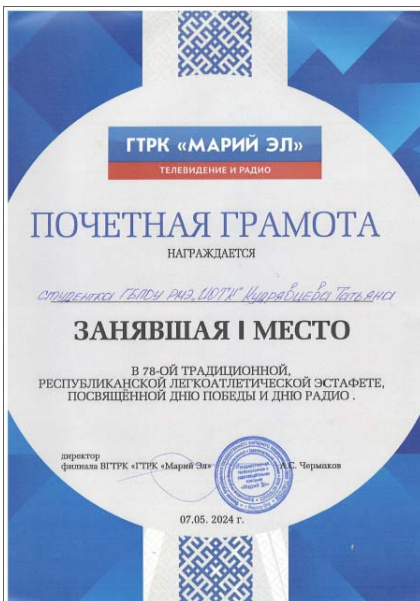 ГТРК «МАРИЙ ЭЛ»
ТЕЛЕВИДЕНИЕ И РАДИО
ПОЧЕТНАЯ ГРАМОТА
НАГРАЖДАЕТСЯ
студентка ГБПОУ РМЭ "ЙОТК" Кудрявцева Татьяна
ЗАНЯВШАЯ I МЕСТО
В 78-ОЙ ТРАДИЦИОННОЙ,
РЕСПУБЛИКАНСКОЙ ЛЕГКОАТЛЕТИЧЕСКОЙ ЭСТАФЕТЕ,
ПОСВЯЩЁННОЙ ДНЮ ПОБЕДЫ И ДНЮ РАДИО .
директор
филиала ВГТРК «ГТРК «Марий Эл» А.С. Чермаков
07.05. 2024 г.